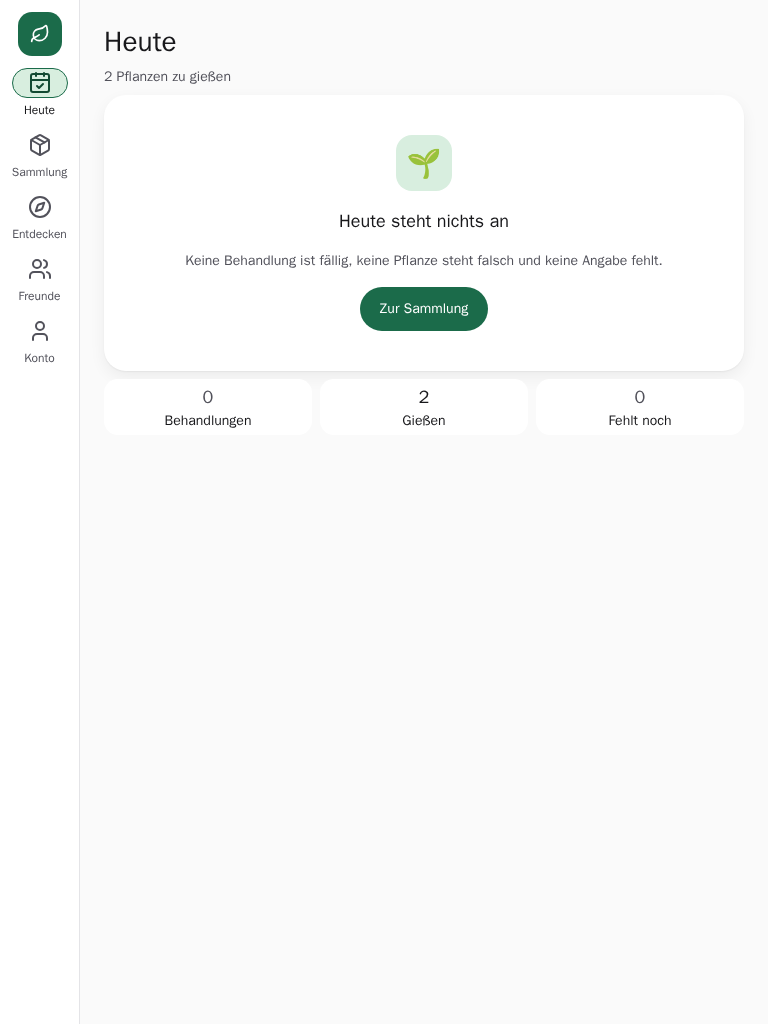 Heute
2 Pflanzen zu gießen
Heute
Sammlung
Entdecken
Freunde
Konto
Heute steht nichts an
Keine Behandlung ist fällig, keine Pflanze steht falsch und keine Angabe fehlt.
Zur Sammlung
0
Behandlungen
2
Gießen
0
Fehlt noch